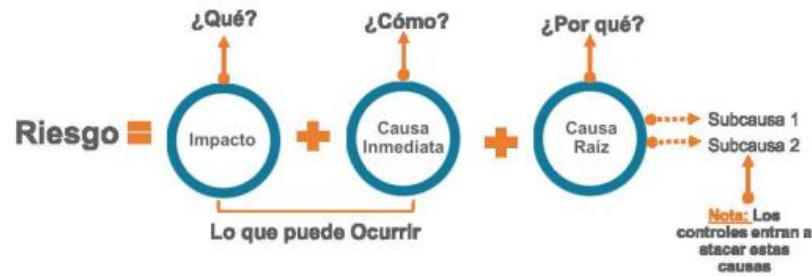 ¿Qué?
¿Cómo?
¿Por qué?
Riesgo =
Impacto
+
Causa
Inmediata
+
Causa
Raíz
Subcausa 1
Subcausa 2
Lo que puede Ocurrir
Nota: Los
controles entran a
atacar estas
causas